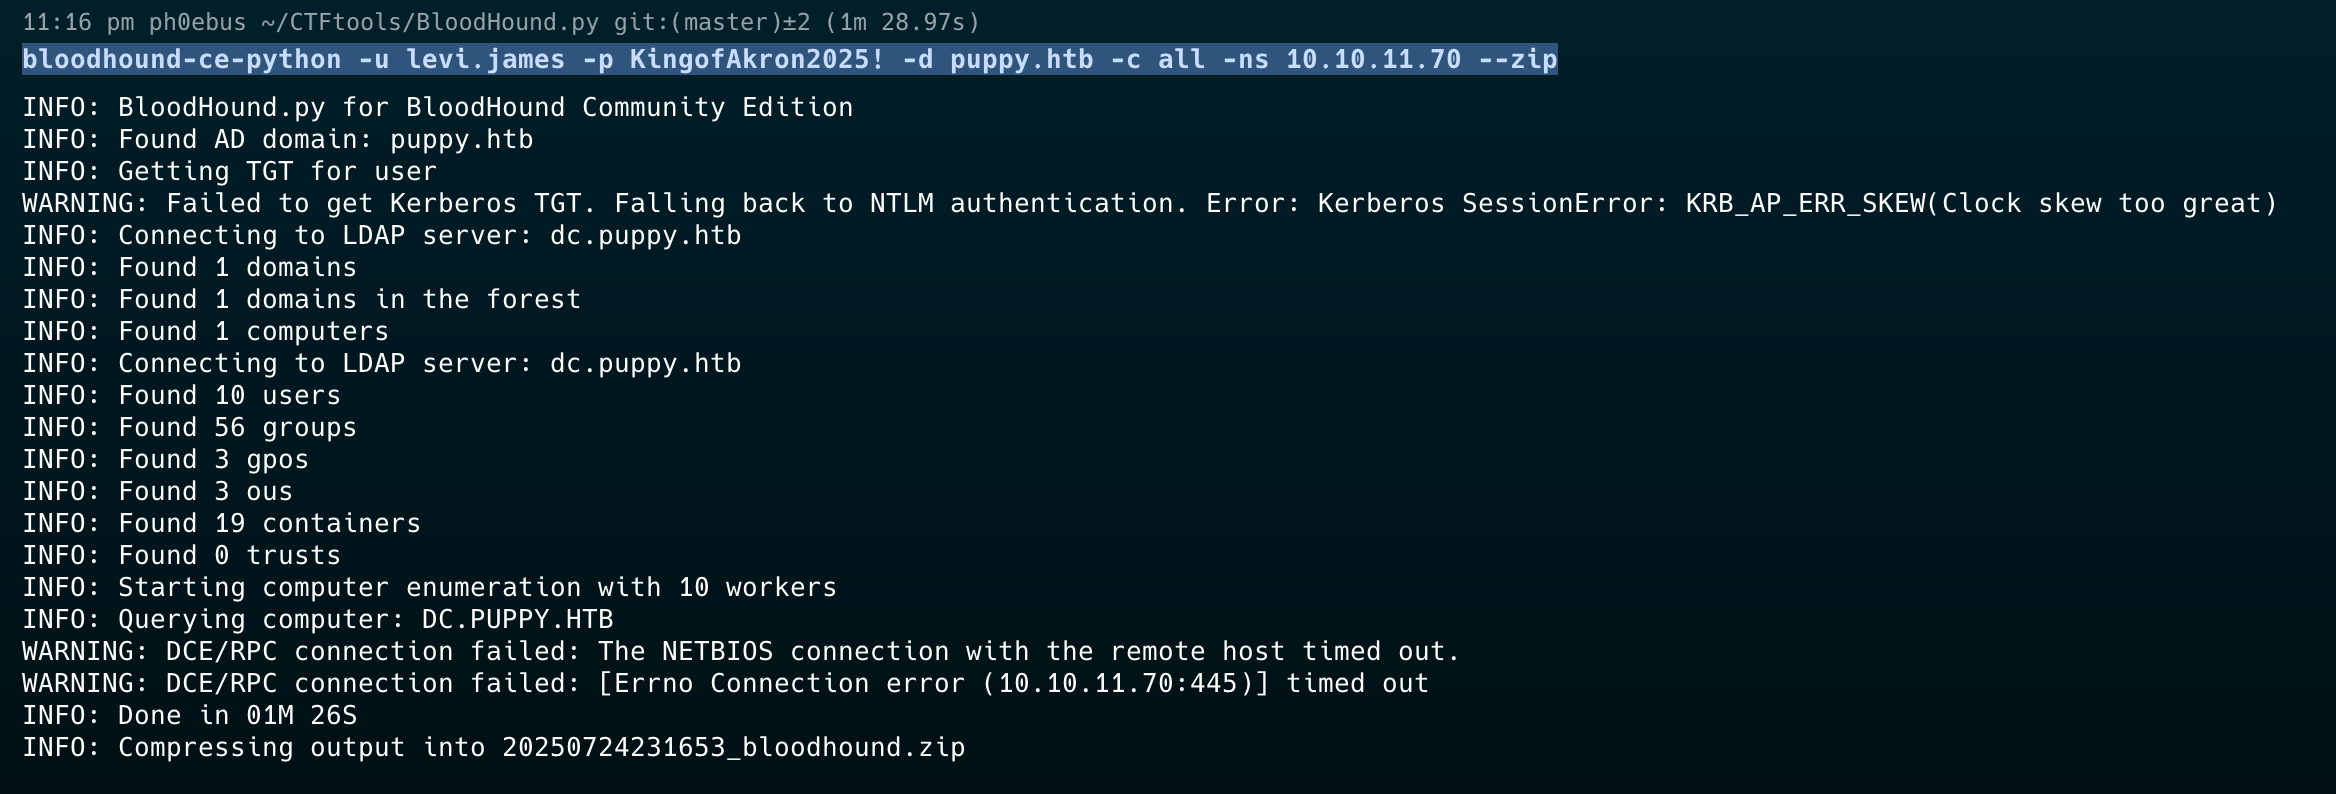 11:16 pm ph0ebus ~/CTFtools/BloodHound.py git:(master)±2 (1m 28.97s)
bloodhound-ce-python -u levi.james -p KingofAkron2025! -d puppy.htb -c all -ns 10.10.11.70 --zip
INFO: BloodHound.py for BloodHound Community Edition
INFO: Found AD domain: puppy.htb
INFO: Getting TGT for user
WARNING: Failed to get Kerberos TGT. Falling back to NTLM authentication. Error: Kerberos SessionError: KRB_AP_ERR_SKEW(Clock skew too great)
INFO: Connecting to LDAP server: dc.puppy.htb
INFO: Found 1 domains
INFO: Found 1 domains in the forest
INFO: Found 1 computers
INFO: Connecting to LDAP server: dc.puppy.htb
INFO: Found 10 users
INFO: Found 56 groups
INFO: Found 3 gpos
INFO: Found 3 ous
INFO: Found 19 containers
INFO: Found 0 trusts
INFO: Starting computer enumeration with 10 workers
INFO: Querying computer: DC.PUPPY.HTB
WARNING: DCE/RPC connection failed: The NETBIOS connection with the remote host timed out.
WARNING: DCE/RPC connection failed: [Errno Connection error (10.10.11.70:445)] timed out
INFO: Done in 01M 26S
INFO: Compressing output into 20250724231653_bloodhound.zip